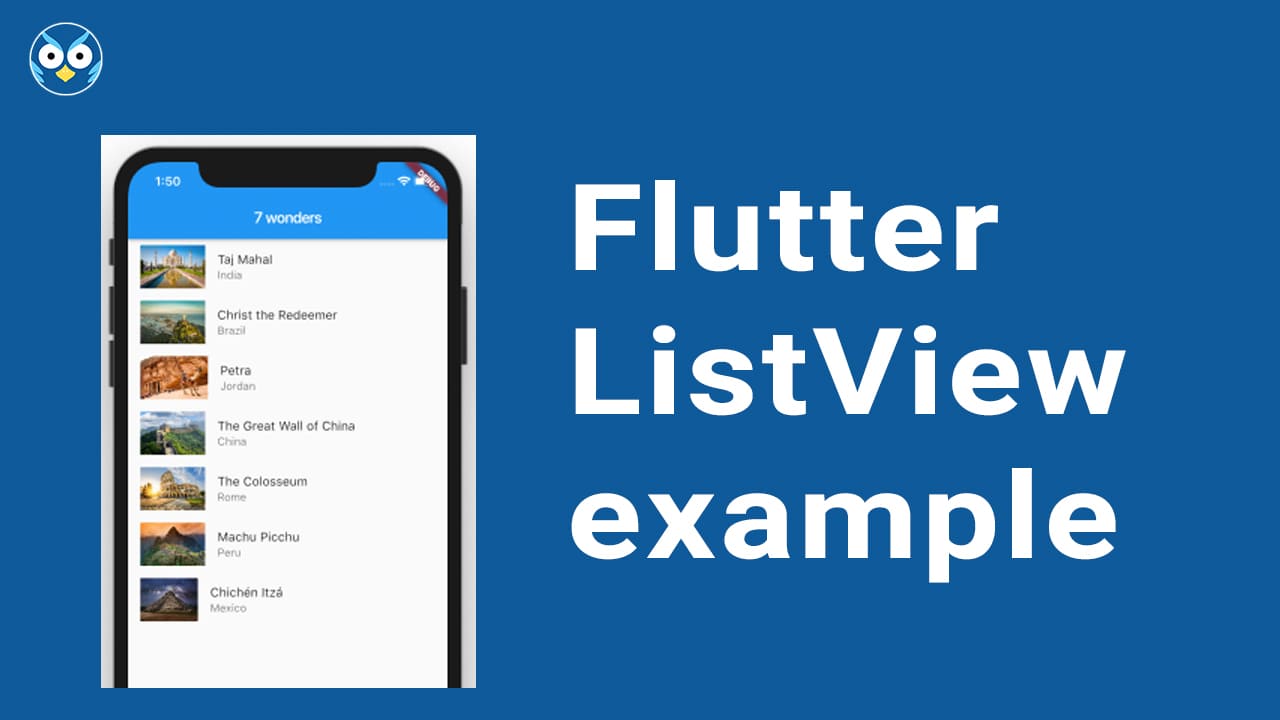 1:50
DEBUG
7 wonders
Taj Mahal
India
Christ the Redeemer
Brazil
Petra
Jordan
The Great Wall of China
China
The Colosseum
Rome
Machu Picchu
Peru
Chichén Itzá
Mexico
Flutter
ListView
example